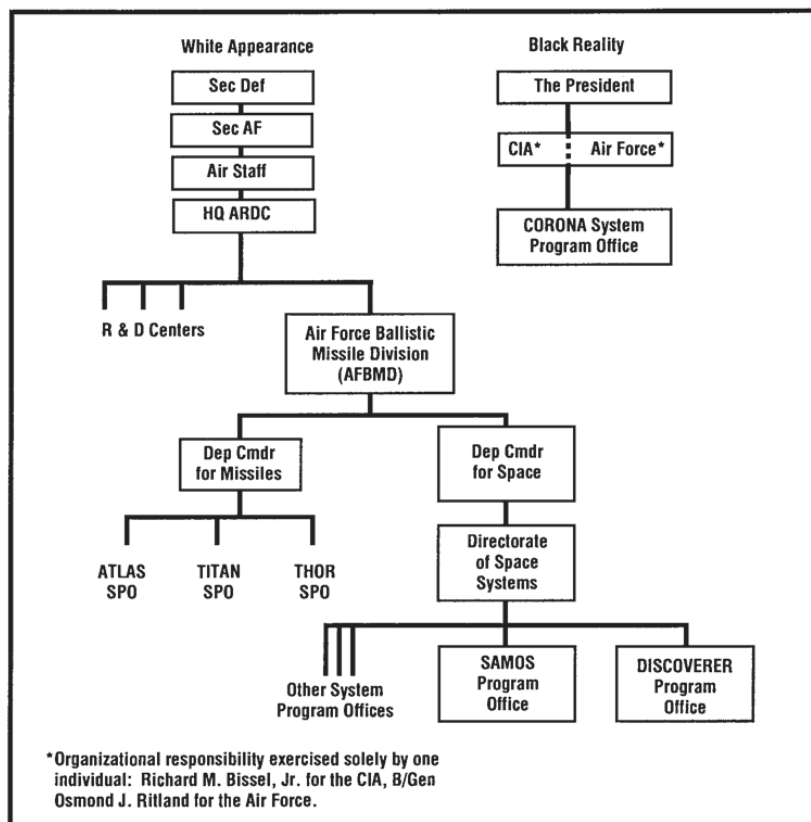 White Appearance
Black Reality
Sec Def
The President
Sec AF
CIA*
Air Force*
Air Staff
HQ ARDC
CORONA System
Program Office
R & D Centers
Air Force Ballistic
Missile Division
(AFBMD)
Dep Cmdr
for Missiles
Dep Cmdr
for Space
ATLAS
SPO
TITAN
SPO
THOR
SPO
Directorate
of Space
Systems
Other System
Program Offices
SAMOS
Program
Office
DISCOVERER
Program
Office
*Organizational responsibility exercised solely by one
individual: Richard M. Bissel, Jr. for the CIA, B/Gen
Osmond J. Ritland for the Air Force.